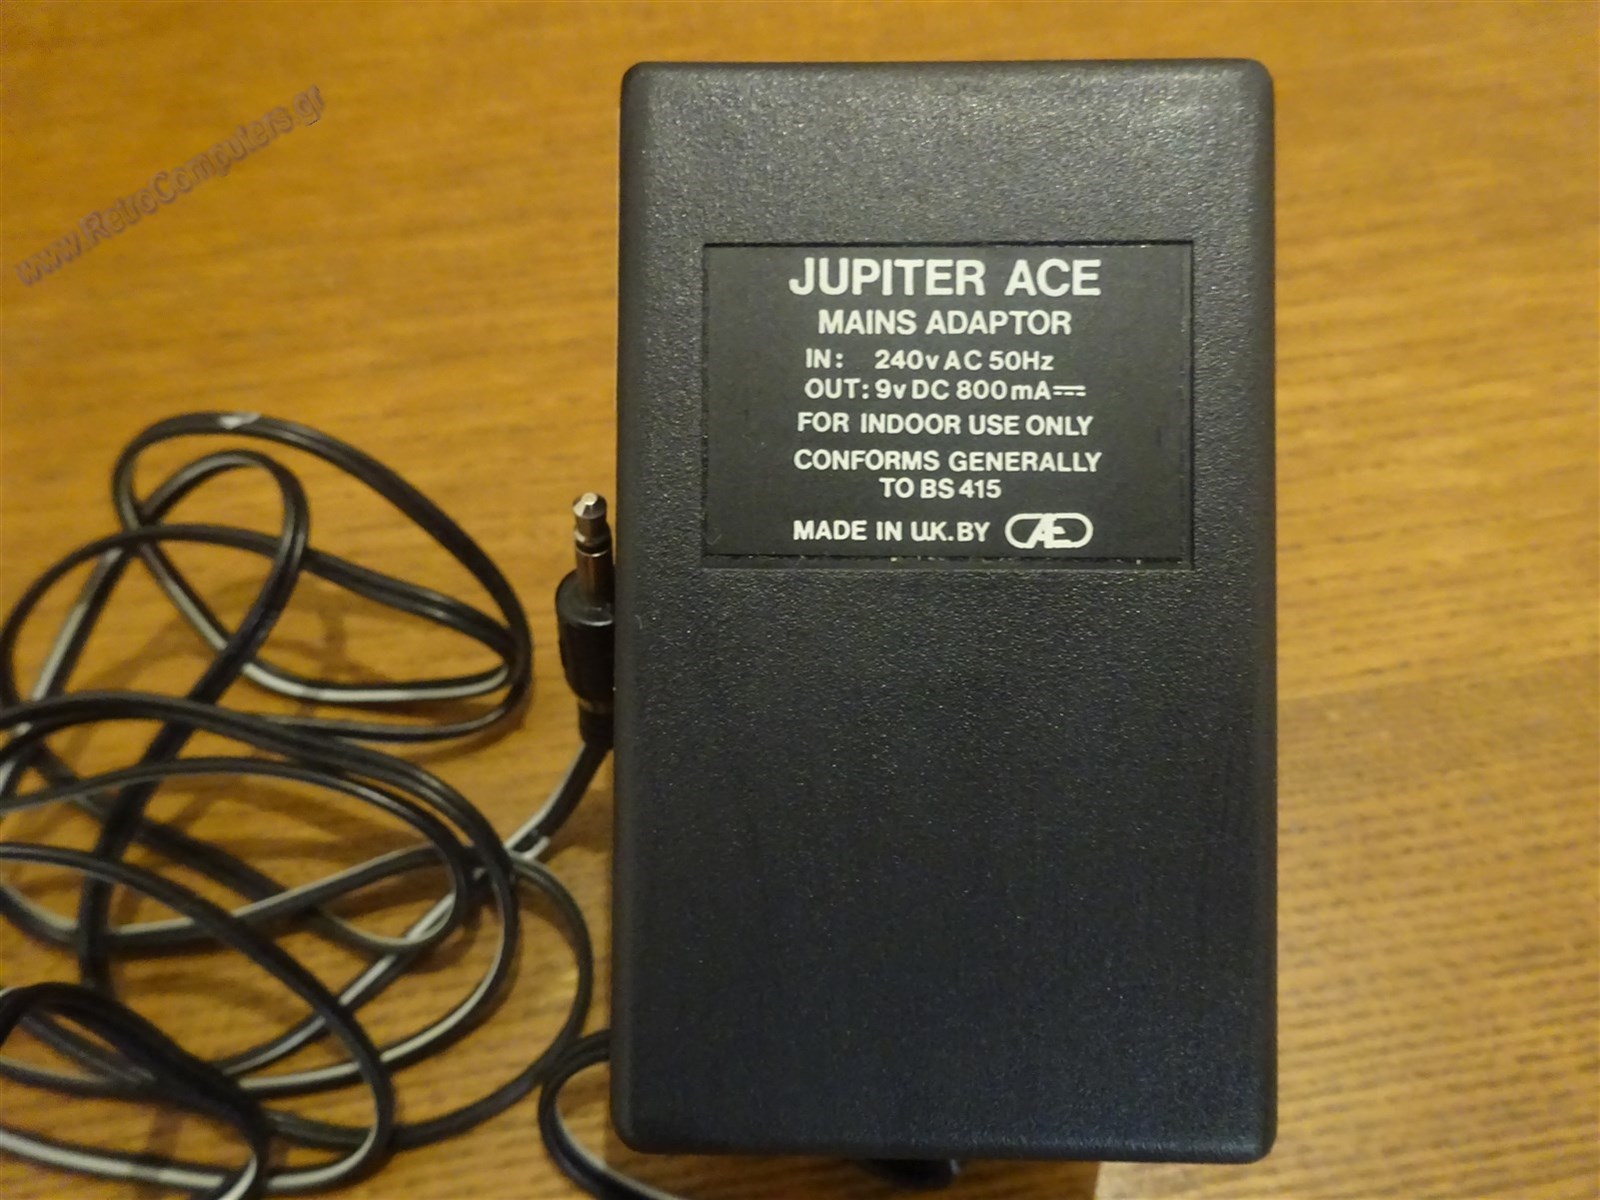 www.RetroComputers.gr
JUPITER ACE
MAINS ADAPTOR
IN: 240v AC 50Hz
OUT: 9v DC 800mA⎓
FOR INDOOR USE ONLY
CONFORMS GENERALLY
TO BS 415
MADE IN U.K. BY